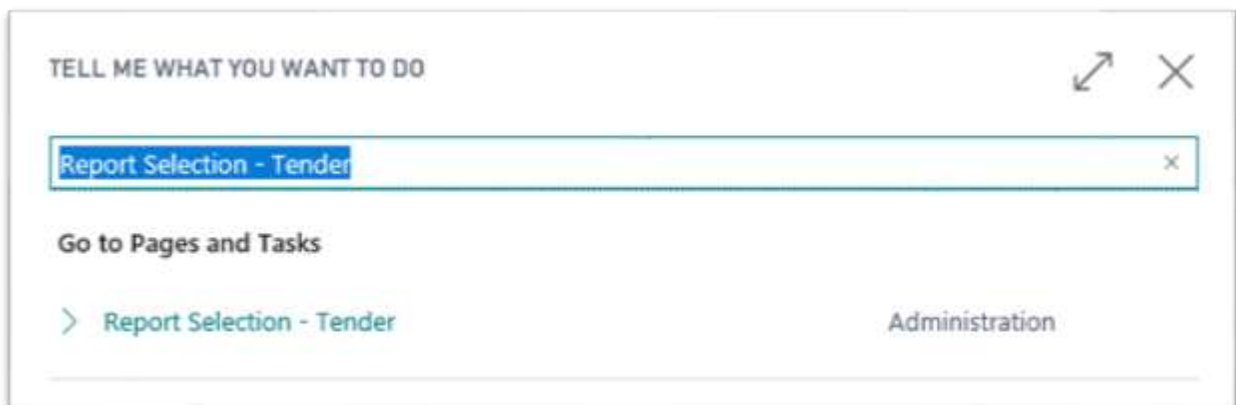 TELL ME WHAT YOU WANT TO DO
Report Selection - Tender
Go to Pages and Tasks
Report Selection - Tender Administration